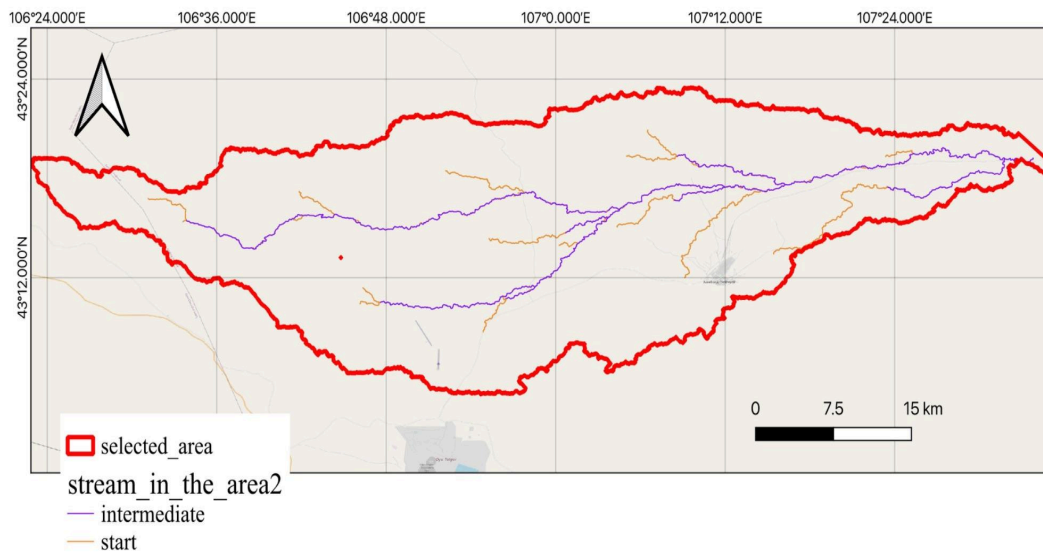 106°24.000'E 106°36.000'E 106°48.000'E 107°0.000'E 107°12.000'E 107°24.000'E
43°24.000'N
43°12.000'N
0 7.5 15 km
selected_area
stream_in_the_area2
intermediate
start